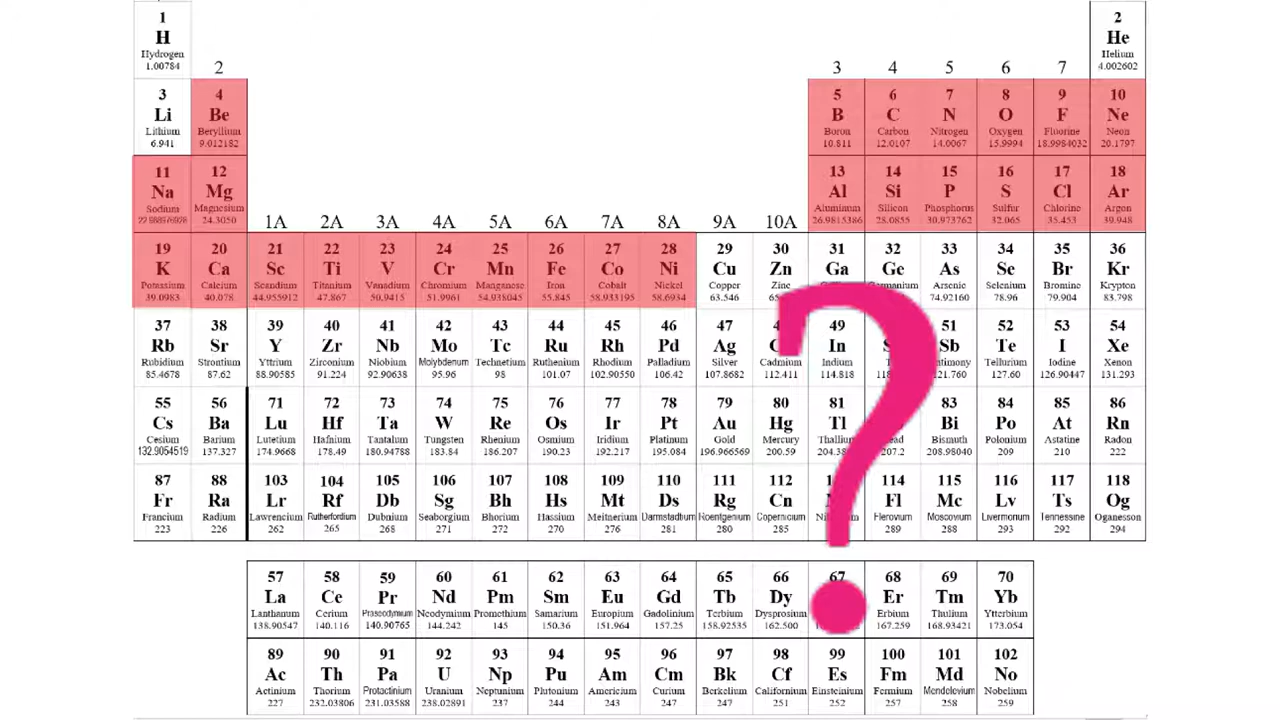 1 2
H He
Hydrogen Helium
1.00784 4.002602
2 3 4 5 6 7
3 4 5 6 7 8 9 10
Li Be B C N O F Ne
Lithium Beryllium Boron Carbon Nitrogen Oxygen Fluorine Neon
6.941 9.012182 10.811 12.0107 14.0067 15.9994 18.9984032 20.1797
11 12 13 14 15 16 17 18
Na Mg Al Si P S Cl Ar
Sodium Magnesium Aluminum Silicon Phosphorus Sulfur Chlorine Argon
22.989976928 24.3050 26.9815386 28.0855 30.973762 32.065 35.453 39.948
1A 2A 3A 4A 5A 6A 7A 8A 9A 10A
19 20 21 22 23 24 25 26 27 28 29 30 31 32 33 34 35 36
K Ca Sc Ti V Cr Mn Fe Co Ni Cu Zn Ga Ge As Se Br Kr
Potassium Calcium Scandium Titanium Vanadium Chromium Manganese Iron Cobalt Nickel Copper Zinc Arsenic Selenium Bromine Krypton
39.0983 40.078 44.955912 47.867 50.9415 51.9961 54.938045 55.845 58.933195 58.6934 63.546 74.92160 78.96 79.904 83.798
37 38 39 40 41 42 43 44 45 46 47 49 51 52 53 54
Rb Sr Y Zr Nb Mo Tc Ru Rh Pd Ag In Sb Te I Xe
Rubidium Strontium Yttrium Zirconium Niobium Molybdenum Technetium Ruthenium Rhodium Palladium Silver Cadmium Indium Tellurium Iodine Xenon
85.4678 87.62 88.90585 91.224 92.90638 95.96 98 101.07 102.90550 106.42 107.8682 112.411 114.818 127.60 126.90447 131.293
55 56 71 72 73 74 75 76 77 78 79 80 81 83 84 85 86
Cs Ba Lu Hf Ta W Re Os Ir Pt Au Hg Tl Bi Po At Rn
Cesium Barium Lutetium Hafnium Tantalum Tungsten Rhenium Osmium Iridium Platinum Gold Mercury Bismuth Polonium Astatine Radon
132.9054519 137.327 174.9668 178.49 180.94788 183.84 186.207 190.23 192.217 195.084 196.966569 200.59 208.98040 209 210 222
87 88 103 104 105 106 107 108 109 110 111 112 114 115 116 117 118
Fr Ra Lr Rf Db Sg Bh Hs Mt Ds Rg Cn Fl Mc Lv Ts Og
Francium Radium Lawrencium Rutherfordium Dubnium Seaborgium Bhorium Hassium Meitnerium Darmstadtium Roentgenium Copernicium Flerovium Moscovium Livermonum Tennessine Oganesson
223 226 262 265 268 271 272 270 276 281 280 285 289 288 293 292 294
?
57 58 59 60 61 62 63 64 65 66 67 68 69 70
La Ce Pr Nd Pm Sm Eu Gd Tb Dy Er Tm Yb
Lanthanum Cerium Praseodymium Neodymium Promethium Samarium Europium Gadolinium Terbium Dysprosium Erbium Thulium Ytterbium
138.90547 140.116 140.90765 144.242 145 150.36 151.964 157.25 158.92535 162.500 167.259 168.93421 173.054
89 90 91 92 93 94 95 96 97 98 99 100 101 102
Ac Th Pa U Np Pu Am Cm Bk Cf Es Fm Md No
Actinium Thorium Protactinium Uranium Neptunium Plutonium Americium Curium Berkelium Californium Einsteinium Fermium Mendelevium Nobelium
227 232.03806 231.03588 238.02891 237 244 243 247 247 251 252 257 258 259